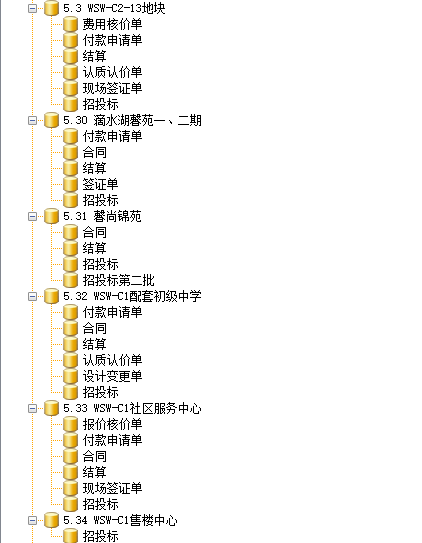 5.3 WSW-C2-13地块
费用核价单
付款申请单
结算
认质认价单
现场签证单
招投标
5.30 滴水湖馨苑一、二期
付款申请单
合同
结算
签证单
招投标
5.31 馨尚锦苑
合同
结算
招投标
招投标第二批
5.32 WSW-C1配套初级中学
付款申请单
合同
结算
认质认价单
设计变更单
招投标
5.33 WSW-C1社区服务中心
报价核价单
付款申请单
合同
结算
现场签证单
招投标
5.34 WSW-C1售楼中心
招投标